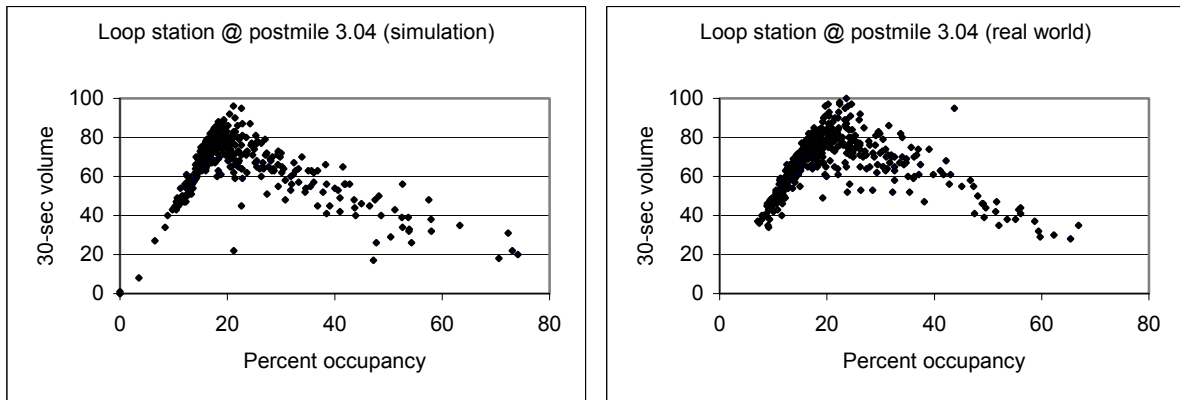 Loop station @ postmile 3.04 (simulation)
100
80
60
40
20
0
30-sec volume
0 20 40 60 80
Percent occupancy
Loop station @ postmile 3.04 (real world)
100
80
60
40
20
0
30-sec volume
0 20 40 60 80
Percent occupancy